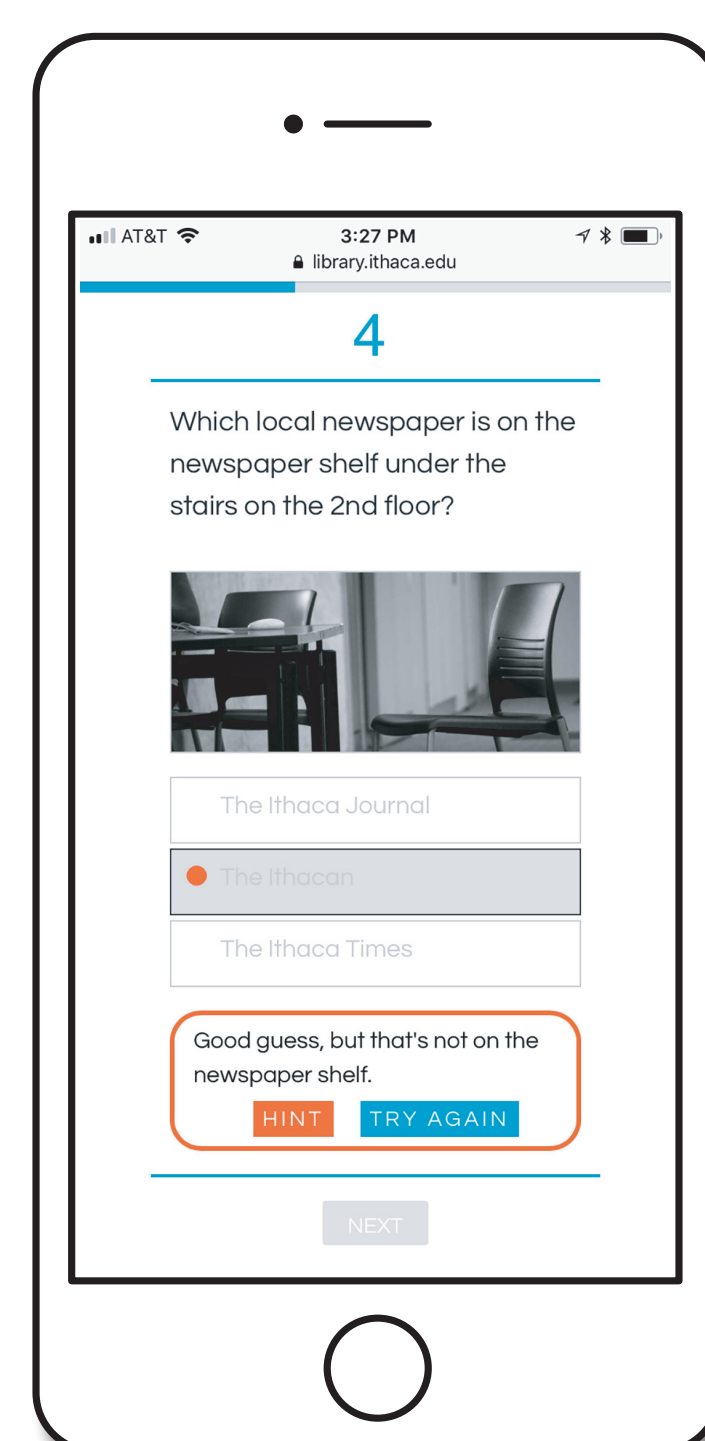 AT&T 3:27 PM
library.ithaca.edu
4
Which local newspaper is on the
newspaper shelf under the
stairs on the 2nd floor?
The Ithaca Journal
The Ithacan
The Ithaca Times
Good guess, but that's not on the
newspaper shelf.
HINT TRY AGAIN
NEXT